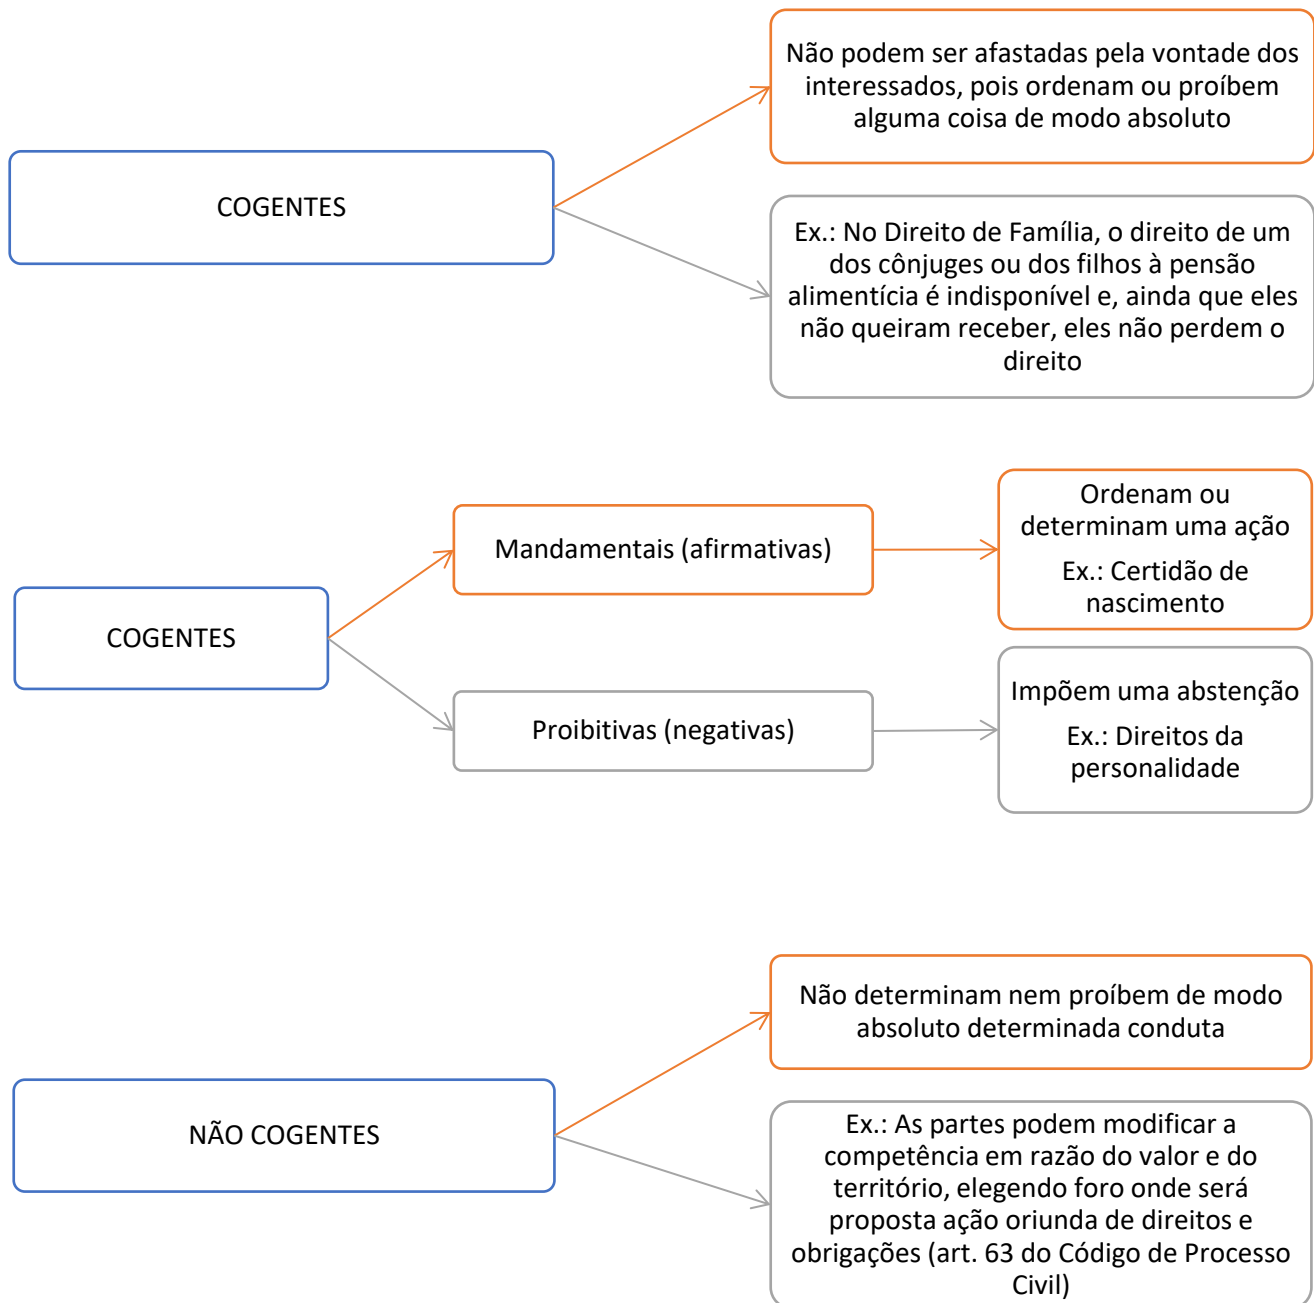 COGENTES
Não podem ser afastadas pela vontade dos
interessados, pois ordenam ou proíbem
alguma coisa de modo absoluto
Ex.: No Direito de Família, o direito de um
dos cônjuges ou dos filhos à pensão
alimentícia é indisponível e, ainda que eles
não queiram receber, eles não perdem o
direito
COGENTES
Mandamentais (afirmativas)
Ordenam ou
determinam uma ação
Ex.: Certidão de
nascimento
Proibitivas (negativas)
Impõem uma abstenção
Ex.: Direitos da
personalidade
NÃO COGENTES
Não determinam nem proíbem de modo
absoluto determinada conduta
Ex.: As partes podem modificar a
competência em razão do valor e do
território, elegendo foro onde será
proposta ação oriunda de direitos e
obrigações (art. 63 do Código de Processo
Civil)